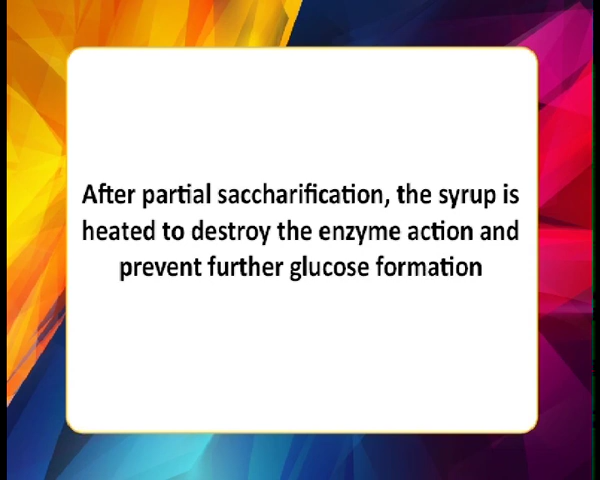 After partial saccharification, the syrup is
heated to destroy the enzyme action and
prevent further glucose formation